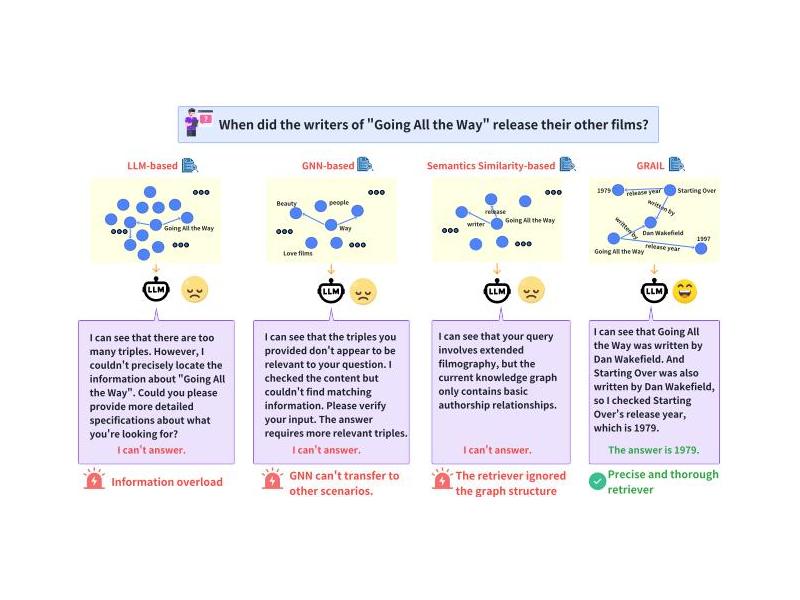 When did the writers of "Going All the Way" release their other films?
LLM-based
GNN-based
Semantics Similarity-based
GRAIL
Going All the Way
Beauty
people
Way
Love films
release
writer
Going All the Way
1979
release year
Starting Over
written by
written by
Dan Wakefield
1997
release year
Going All the Way
LLM
LLM
LLM
LLM
I can see that there are too
many triples. However, I
couldn't precisely locate the
information about "Going All
the Way". Could you please
provide more detailed
specifications about what
you're looking for?
I can't answer.
I can see that the triples you
provided don't appear to be
relevant to your question. I
checked the content but
couldn't find matching
information. Please verify
your input. The answer
requires more relevant triples.
I can't answer.
I can see that your query
involves extended
filmography, but the
current knowledge graph
only contains basic
authorship relationships.
I can't answer.
I can see that Going All
the Way was written by
Dan Wakefield. And
Starting Over was also
written by Dan Wakefield,
so I checked Starting
Over's release year,
which is 1979.
The answer is 1979.
Information overload
GNN can't transfer to
other scenarios.
The retriever ignored
the graph structure
Precise and thorough
retriever